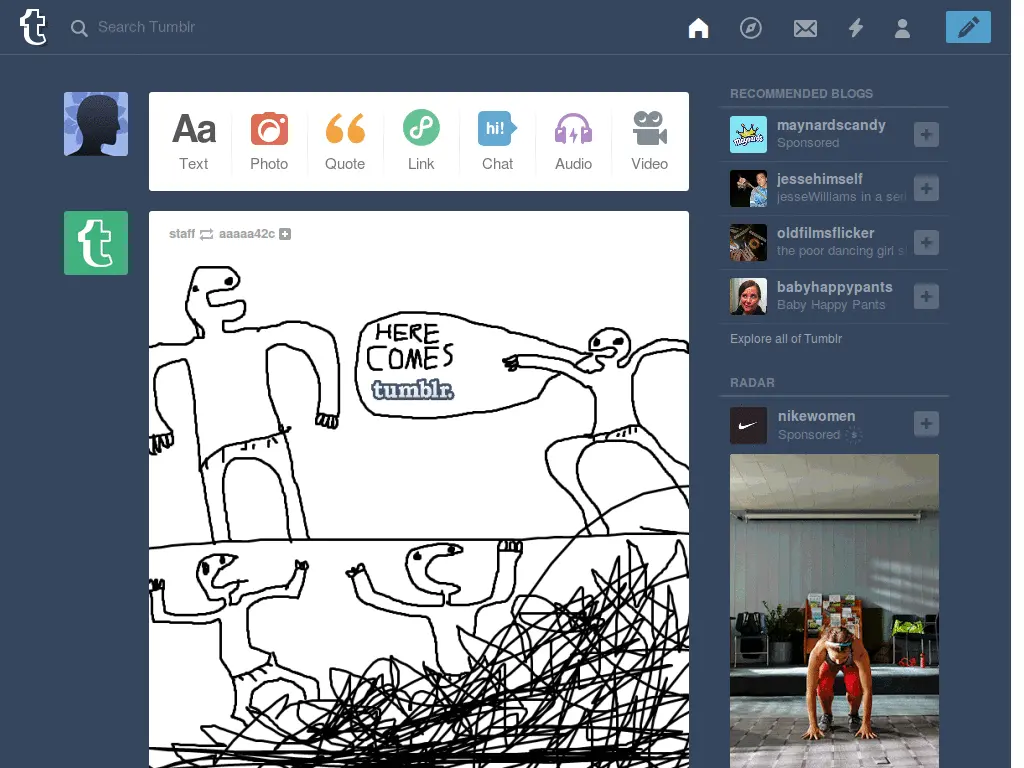 Search Tumblr
Aa
Text
Photo
Quote
Link
hi!
Chat
Audio
Video
staff aaaaa42c
HERE
COMES
tumblr.
RECOMMENDED BLOGS
maynardscandy
Sponsored
jessehimself
jesseWilliams in a seri
oldfilmsflicker
the poor dancing girl s
babyhappypants
Baby Happy Pants
Explore all of Tumblr
RADAR
nikewomen
Sponsored